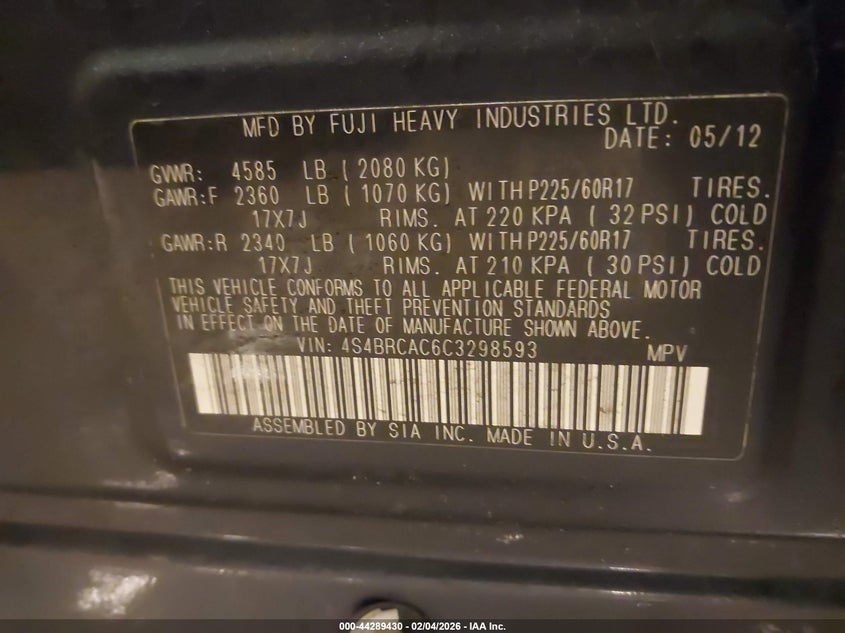 MFD BY FUJI HEAVY INDUSTRIES LTD.
DATE: 05/12
GVWR: 4585 LB ( 2080 KG)
GAWR:F 2360 LB ( 1070 KG) WITH P225/60R17 TIRES.
17X7J RIMS. AT 220 KPA ( 32 PSI) COLD
GAWR:R 2340 LB ( 1060 KG) WITH P225/60R17 TIRES.
17X7J RIMS. AT 210 KPA ( 30 PSI) COLD
THIS VEHICLE CONFORMS TO ALL APPLICABLE FEDERAL MOTOR
VEHICLE SAFETY AND THEFT PREVENTION STANDARDS
IN EFFECT ON THE DATE OF MANUFACTURE SHOWN ABOVE.
VIN: 4S4BRCAC6C3298593 MPV
ASSEMBLED BY SIA INC. MADE IN U.S.A.
000-44289430 - 02/04/2026 - IAA Inc.